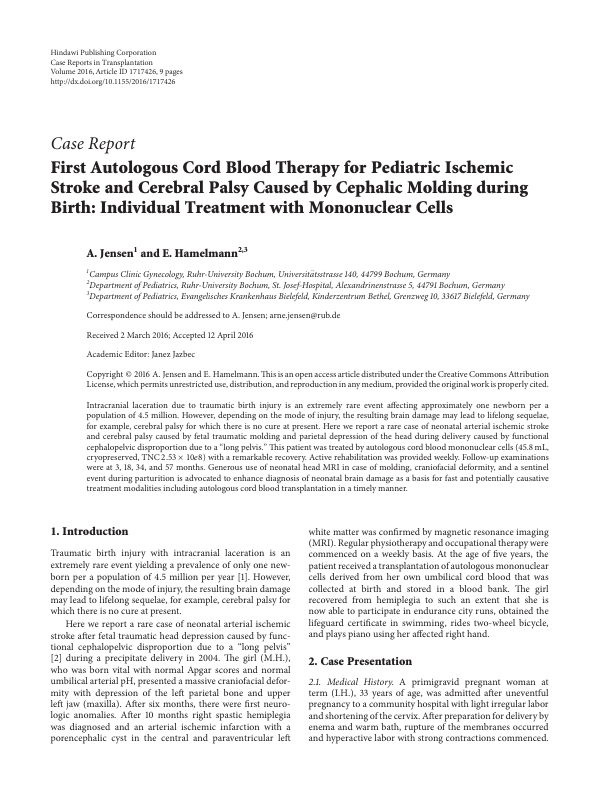 Hindawi Publishing Corporation
Case Reports in Transplantation
Volume 2016, Article ID 1717426, 9 pages
http://dx.doi.org/10.1155/2016/1717426
Case Report
First Autologous Cord Blood Therapy for Pediatric Ischemic
Stroke and Cerebral Palsy Caused by Cephalic Molding during
Birth: Individual Treatment with Mononuclear Cells
A. Jensen1 and E. Hamelmann2,3
1Campus Clinic Gynecology, Ruhr-University Bochum, Universitätsstrasse 140, 44799 Bochum, Germany
2Department of Pediatrics, Ruhr-University Bochum, St. Josef-Hospital, Alexandrinenstrasse 5, 44791 Bochum, Germany
3Department of Pediatrics, Evangelisches Krankenhaus Bielefeld, Kinderzentrum Bethel, Grenzweg 10, 33617 Bielefeld, Germany
Correspondence should be addressed to A. Jensen; arne.jensen@rub.de
Received 2 March 2016; Accepted 12 April 2016
Academic Editor: Janez Jazbec
Copyright © 2016 A. Jensen and E. Hamelmann. This is an open access article distributed under the Creative Commons Attribution
License, which permits unrestricted use, distribution, and reproduction in any medium, provided the original work is properly cited.
Intracranial laceration due to traumatic birth injury is an extremely rare event affecting approximately one newborn per a
population of 4.5 million. However, depending on the mode of injury, the resulting brain damage may lead to lifelong sequelae,
for example, cerebral palsy for which there is no cure at present. Here we report a rare case of neonatal arterial ischemic stroke
and cerebral palsy caused by fetal traumatic molding and parietal depression of the head during delivery caused by functional
cephalopelvic disproportion due to a “long pelvis.” This patient was treated by autologous cord blood mononuclear cells (45.8 mL,
cryopreserved, TNC 2.53 × 10e8) with a remarkable recovery. Active rehabilitation was provided weekly. Follow-up examinations
were at 3, 18, 34, and 57 months. Generous use of neonatal head MRI in case of molding, craniofacial deformity, and a sentinel
event during parturition is advocated to enhance diagnosis of neonatal brain damage as a basis for fast and potentially causative
treatment modalities including autologous cord blood transplantation in a timely manner.
1. Introduction
Traumatic birth injury with intracranial laceration is an
extremely rare event yielding a prevalence of only one new-
born per a population of 4.5 million per year [1]. However,
depending on the mode of injury, the resulting brain damage
may lead to lifelong sequelae, for example, cerebral palsy for
which there is no cure at present.
Here we report a rare case of neonatal arterial ischemic
stroke after fetal traumatic head depression caused by func-
tional cephalopelvic disproportion due to a “long pelvis”
[2] during a precipitate delivery in 2004. The girl (M.H.),
who was born vital with normal Apgar scores and normal
umbilical arterial pH, presented a massive craniofacial defor-
mity with depression of the left parietal bone and upper
left jaw (maxilla). After six months, there were first neuro-
logic anomalies. After 10 months right spastic hemiplegia
was diagnosed and an arterial ischemic infarction with a
porencephalic cyst in the central and paraventricular left
white matter was confirmed by magnetic resonance imaging
(MRI). Regular physiotherapy and occupational therapy were
commenced on a weekly basis. At the age of five years, the
patient received a transplantation of autologous mononuclear
cells derived from her own umbilical cord blood that was
collected at birth and stored in a blood bank. The girl
recovered from hemiplegia to such an extent that she is
now able to participate in endurance city runs, obtained the
lifeguard certificate in swimming, rides two-wheel bicycle,
and plays piano using her affected right hand.
2. Case Presentation
2.1. Medical History. A primigravid pregnant woman at
term (I.H.), 33 years of age, was admitted after uneventful
pregnancy to a community hospital with light irregular labor
and shortening of the cervix. After preparation for delivery by
enema and warm bath, rupture of the membranes occurred
and hyperactive labor with strong contractions commenced.